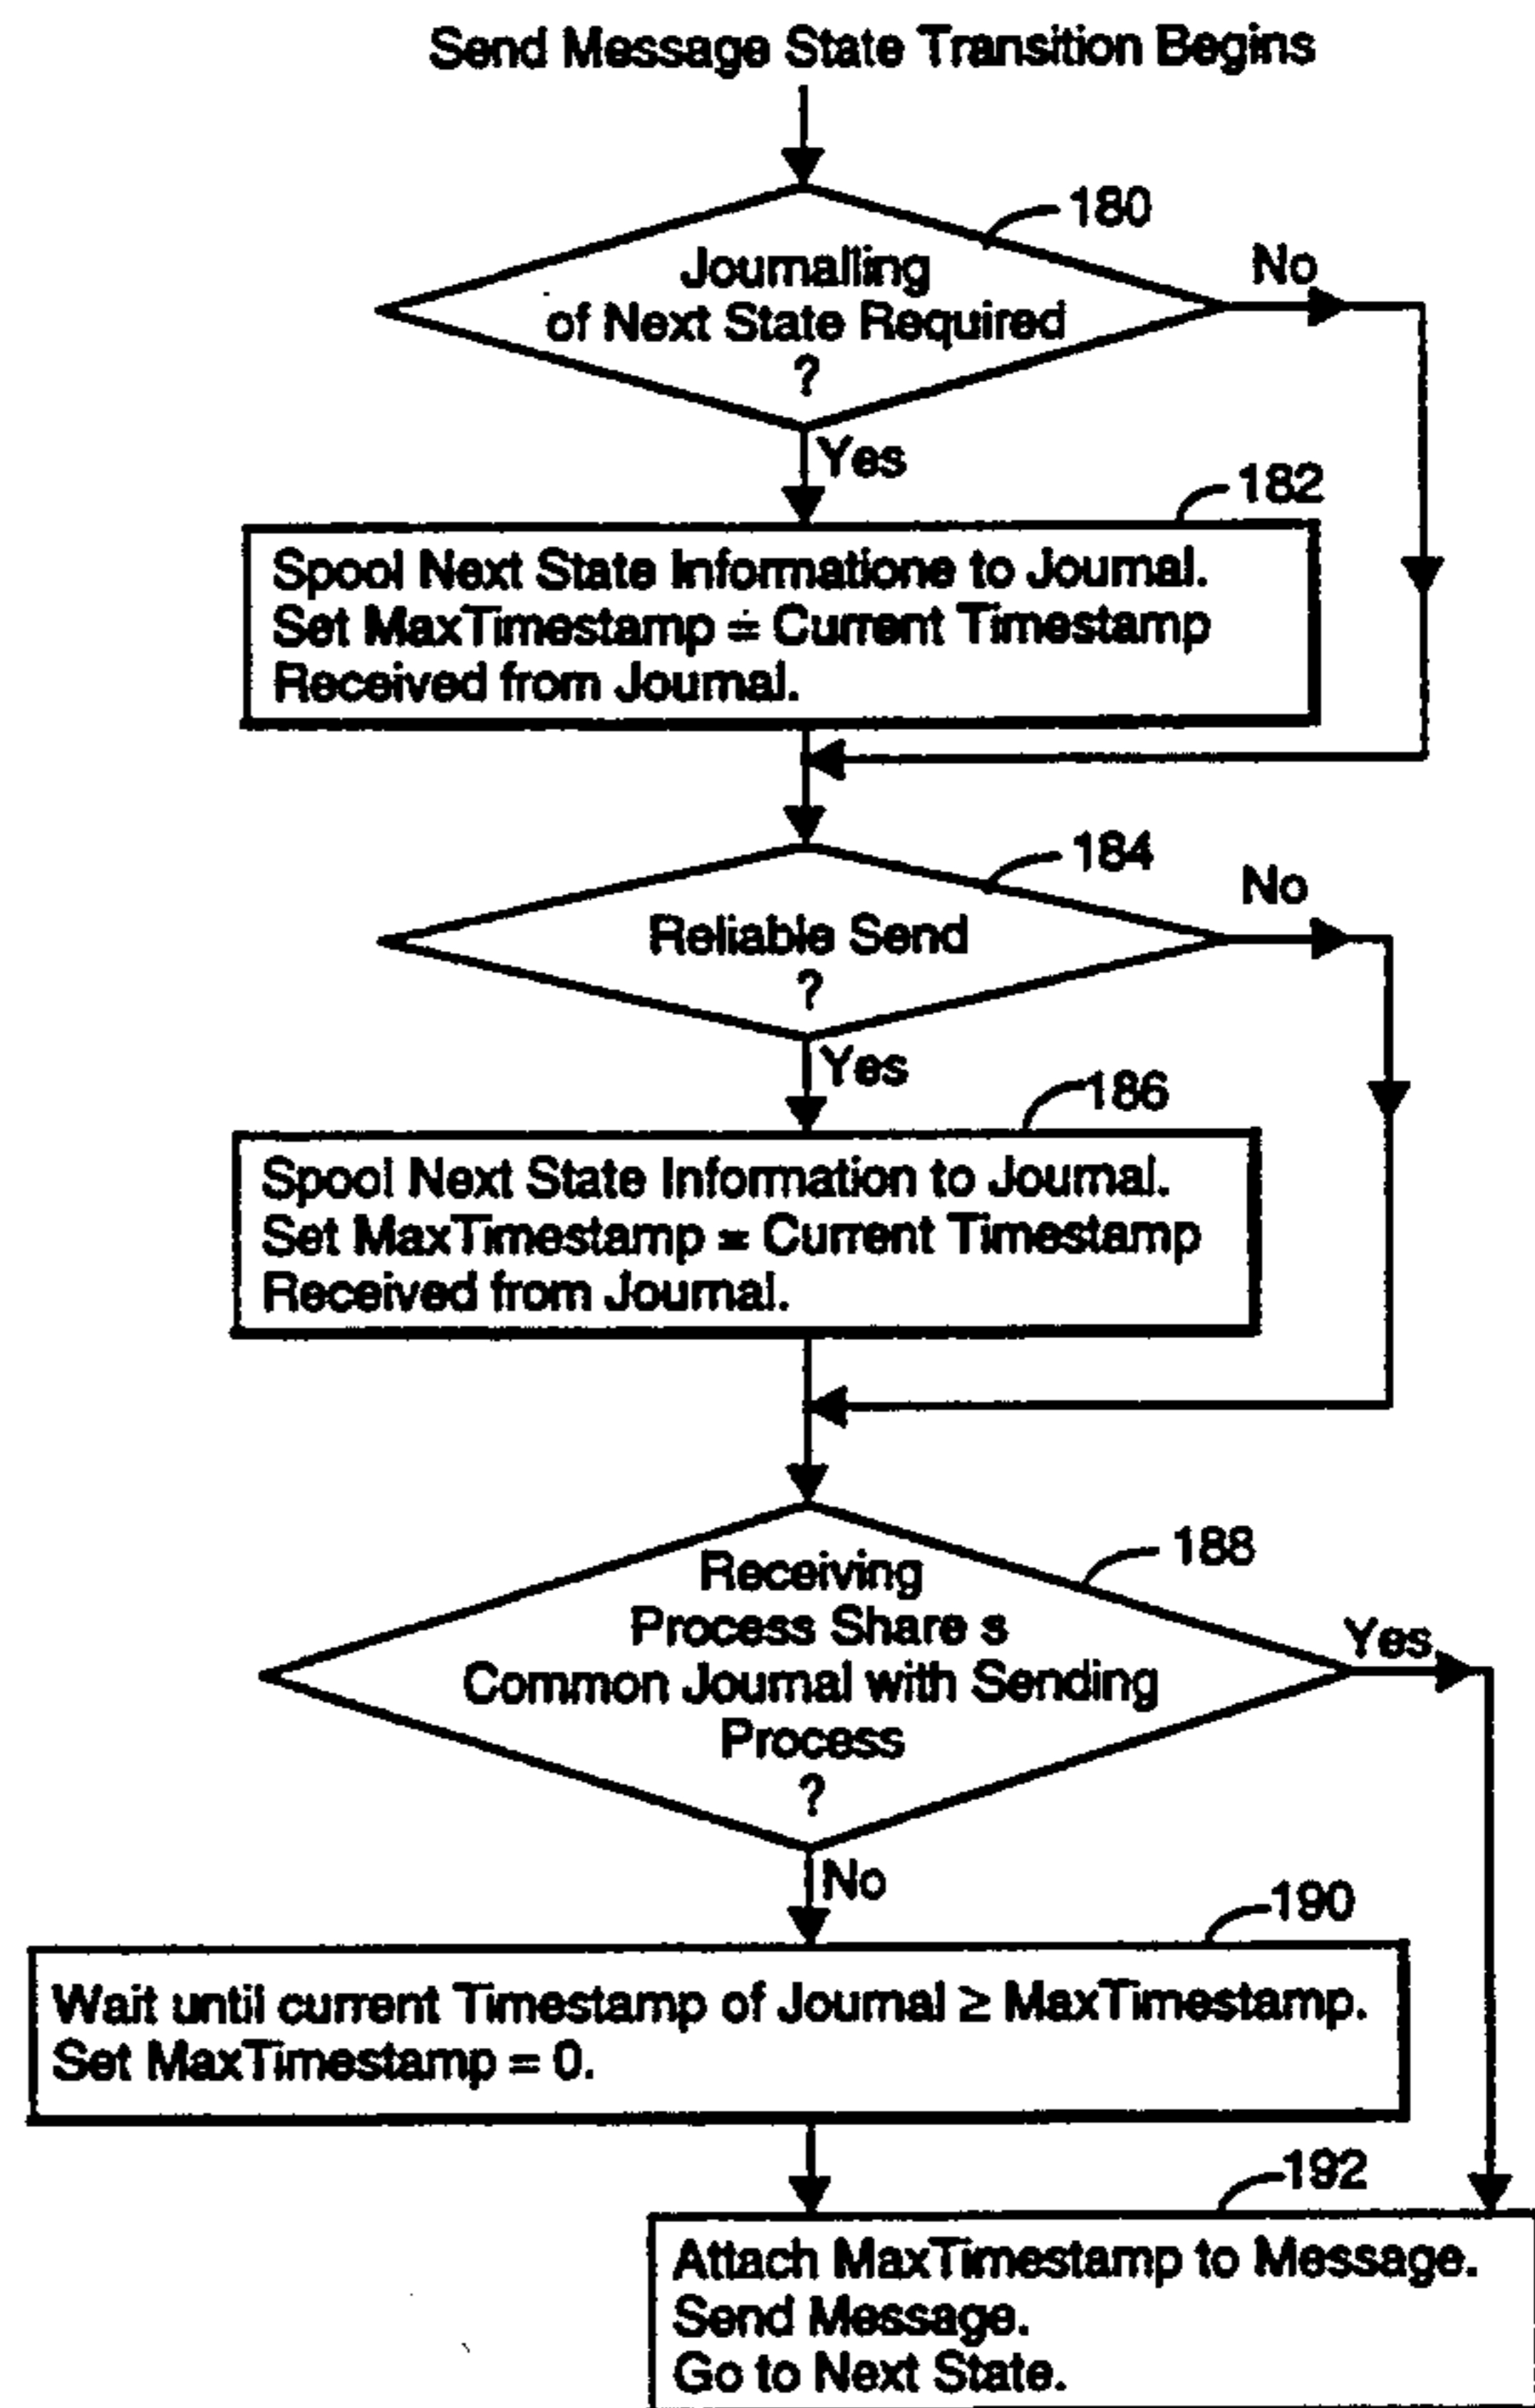 Send Message State Transition Begins
180
Journalling
of Next State Required
?
No
Yes
182
Spool Next State Informatione to Journal.
Set MaxTimestamp = Current Timestamp
Received from Journal.
184
Reliable Send
?
No
Yes
186
Spool Next State Information to Journal.
Set MaxTimestamp = Current Timestamp
Received from Journal.
188
Receiving
Process Share s
Common Journal with Sending
Process
?
Yes
No
190
Wait until current Timestamp of Journal ≥ MaxTimestamp.
Set MaxTimestamp = 0.
192
Attach MaxTimestamp to Message.
Send Message.
Go to Next State.